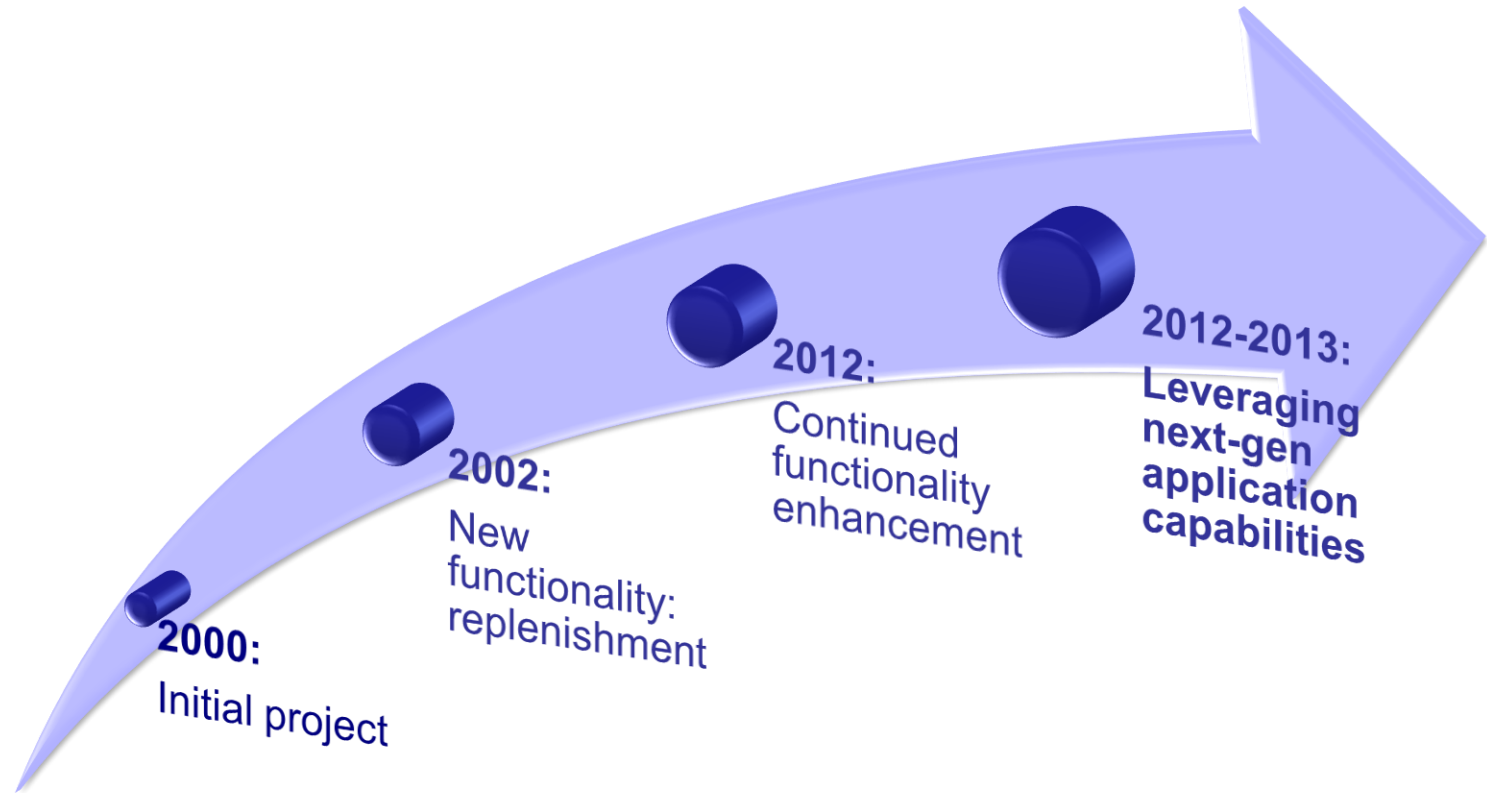 2000:
Initial project
2002:
New
functionality:
replenishment
2012:
Continued
functionality
enhancement
2012-2013:
Leveraging
next-gen
application
capabilities